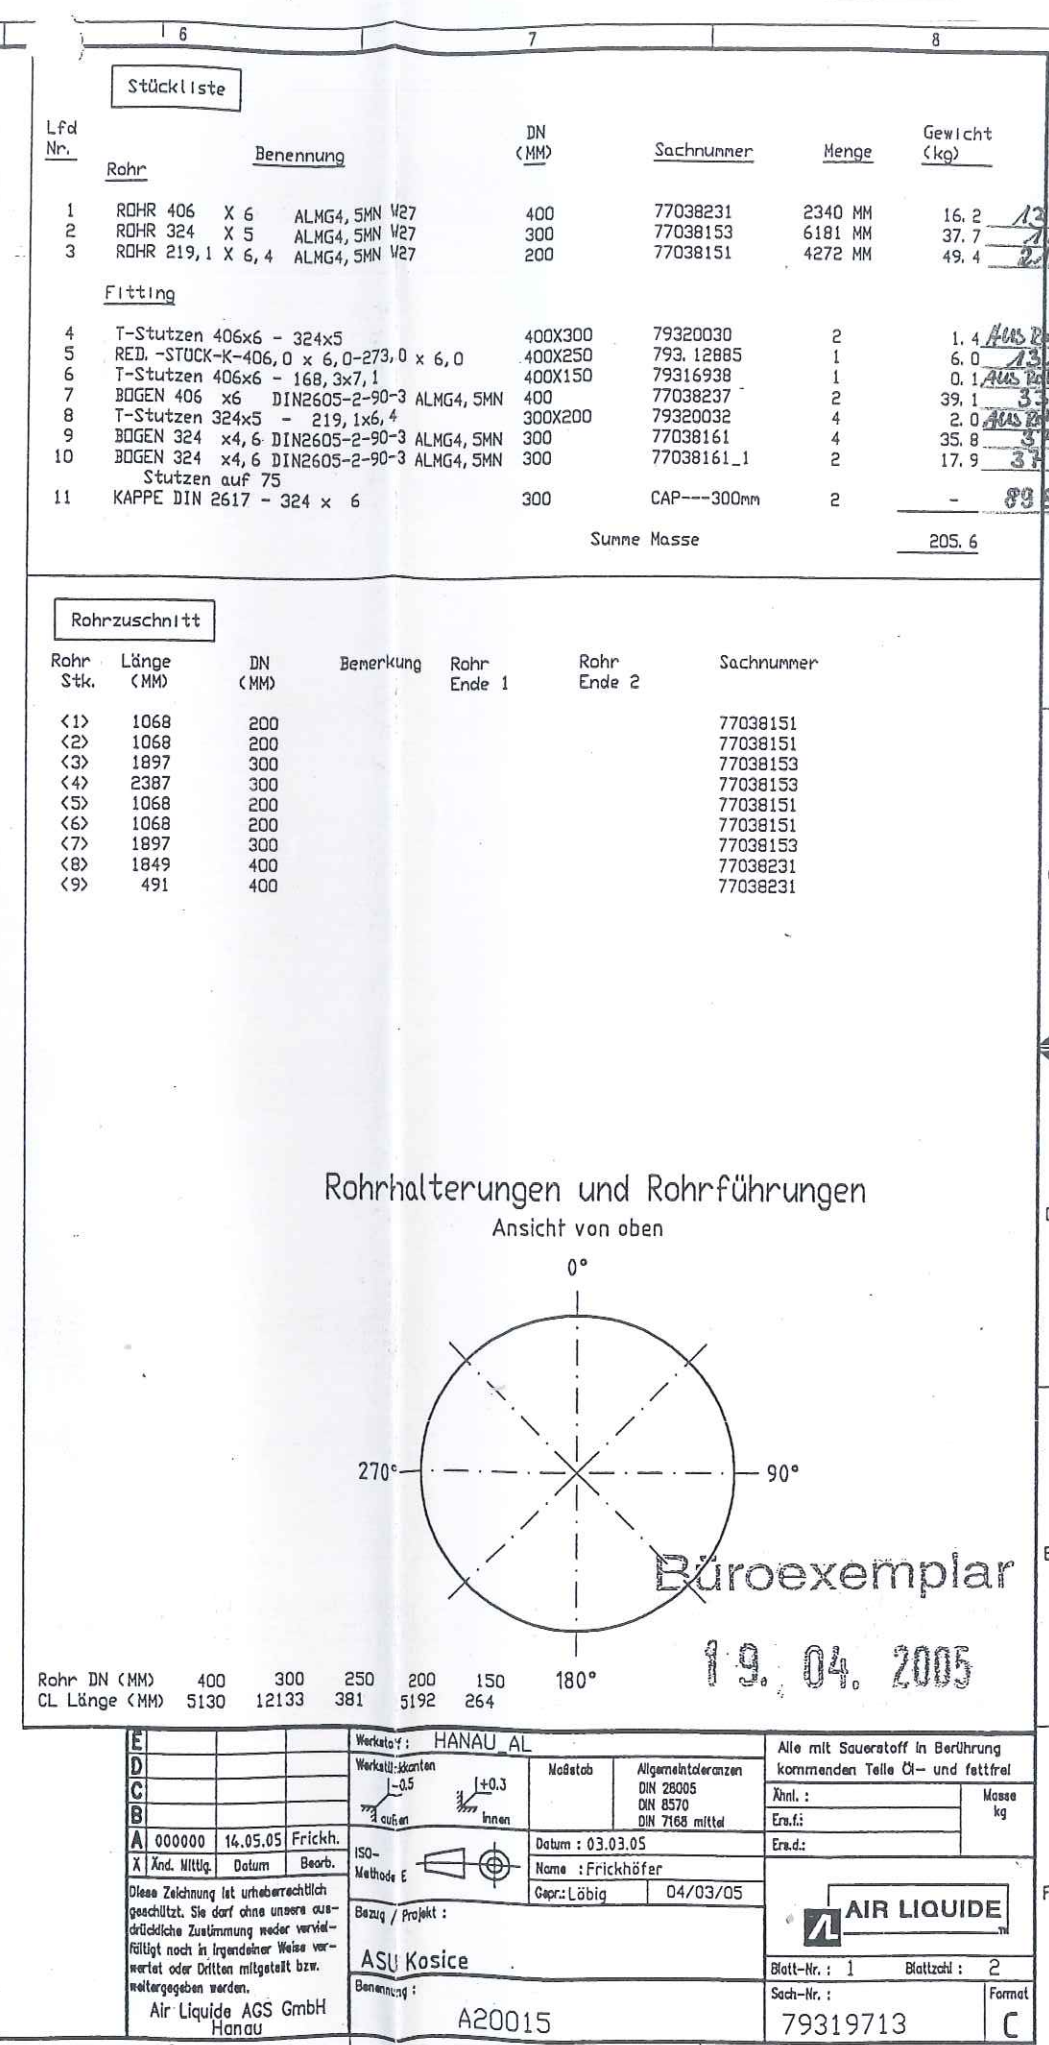 6 7 8
Stückliste
Lfd Nr. Benennung DN (MM) Sachnummer Menge Gewicht (kg)
Rohr
1 ROHR 406 X 6 ALMG4,5MN W27 400 77038231 2340 MM 16.2
2 ROHR 324 X 5 ALMG4,5MN W27 300 77038153 6181 MM 37.7
3 ROHR 219,1 X 6,4 ALMG4,5MN W27 200 77038151 4272 MM 49.4
Fitting
4 T-Stutzen 406x6 - 324x5 400X300 79320030 2 1.4 Aus
5 RED.-STÜCK-K-406,0 x 6,0-273,0 x 6,0 400X250 793.12885 1 6.0
6 T-Stutzen 406x6 - 168,3x7,1 400X150 79316938 1 0.1 Aus
7 BOGEN 406 x6 DIN2605-2-90-3 ALMG4,5MN 400 77038237 2 39.1
8 T-Stutzen 324x5 - 219,1x6,4 300X200 79320032 4 2.0 Aus
9 BOGEN 324 x4,6 DIN2605-2-90-3 ALMG4,5MN 300 77038161 4 35.8
10 BOGEN 324 x4,6 DIN2605-2-90-3 ALMG4,5MN 300 77038161_1 2 17.9
Stutzen auf 75
11 KAPPE DIN 2617 - 324 x 6 300 CAP---300mm 2 -
Summe Masse 205.6
Rohrzuschnitt
Rohr Länge DN Bemerkung Rohr Rohr Sachnummer
Stk. (MM) (MM) Ende 1 Ende 2
<1> 1068 200 77038151
<2> 1068 200 77038151
<3> 1897 300 77038153
<4> 2387 300 77038153
<5> 1068 200 77038151
<6> 1068 200 77038151
<7> 1897 300 77038153
<8> 1849 400 77038231
<9> 491 400 77038231
Rohrhalterungen und Rohrführungen
Ansicht von oben
0°
270° 90°
Büroexemplar
180°
19. 04. 2005
Rohr DN (MM) 400 300 250 200 150
CL Länge (MM) 5130 12133 381 5192 264
E
D
C
B
A 000000 14.05.05 Frickh.
X Änd. Mittlg. Datum Bearb.
Diese Zeichnung ist urheberrechtlich
geschützt. Sie darf ohne unsere aus-
drückliche Zustimmung weder verviel-
fältigt noch in irgendeiner Weise ver-
wertet oder Dritten mitgeteilt bzw.
weitergegeben werden.
Air Liquide AGS GmbH
Hanau
Werkstoff : HANAU_AL
Werkstückkanten
-0.5 außen
+0.3 innen
Maßstab
Allgemeintoleranzen
DIN 28005
DIN 8570
DIN 7168 mittel
ISO-
Methode E
Datum : 03.03.05
Name : Frickhöfer
Gepr.: Löbig 04/03/05
Bezug / Projekt :
ASU Kosice
Benennung :
A20015
Alle mit Sauerstoff in Berührung
kommenden Teile Öl- und fettfrei
Ähnl. :
Ers.f.:
Ers.d.:
Masse
kg
AIR LIQUIDE
TM
Blatt-Nr. : 1 Blattzahl : 2
Sach-Nr. :
79319713
Format
C